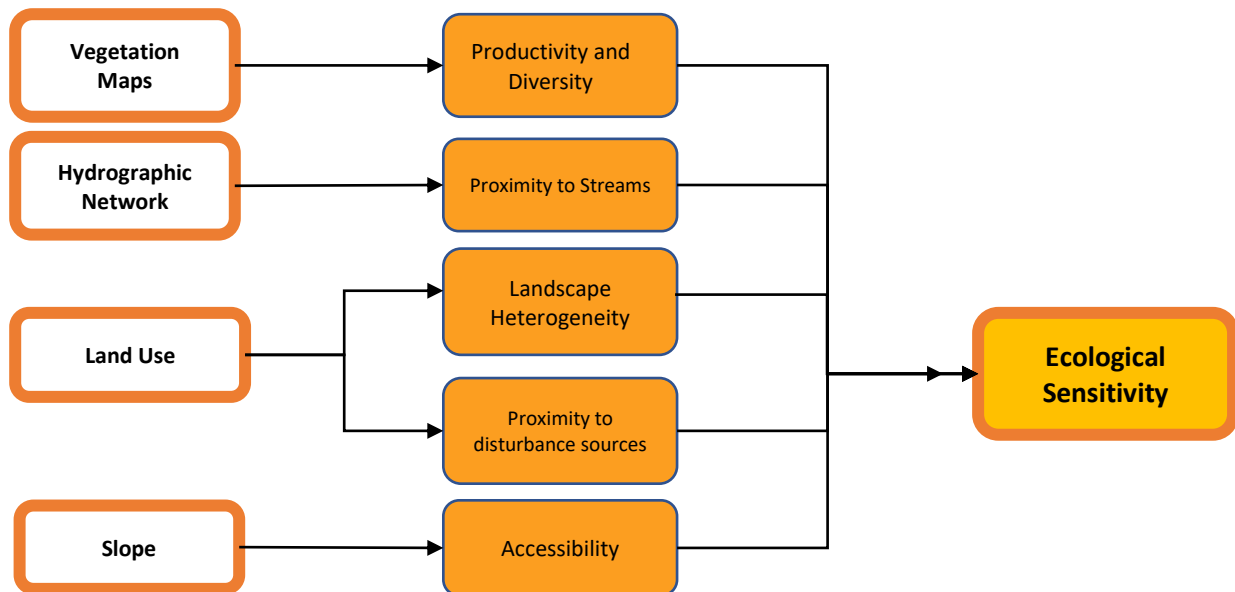 Vegetation
Maps
Productivity and
Diversity
Hydrographic
Network
Proximity to Streams
Landscape
Heterogeneity
Land Use
Proximity to
disturbance sources
Ecological
Sensitivity
Slope
Accessibility